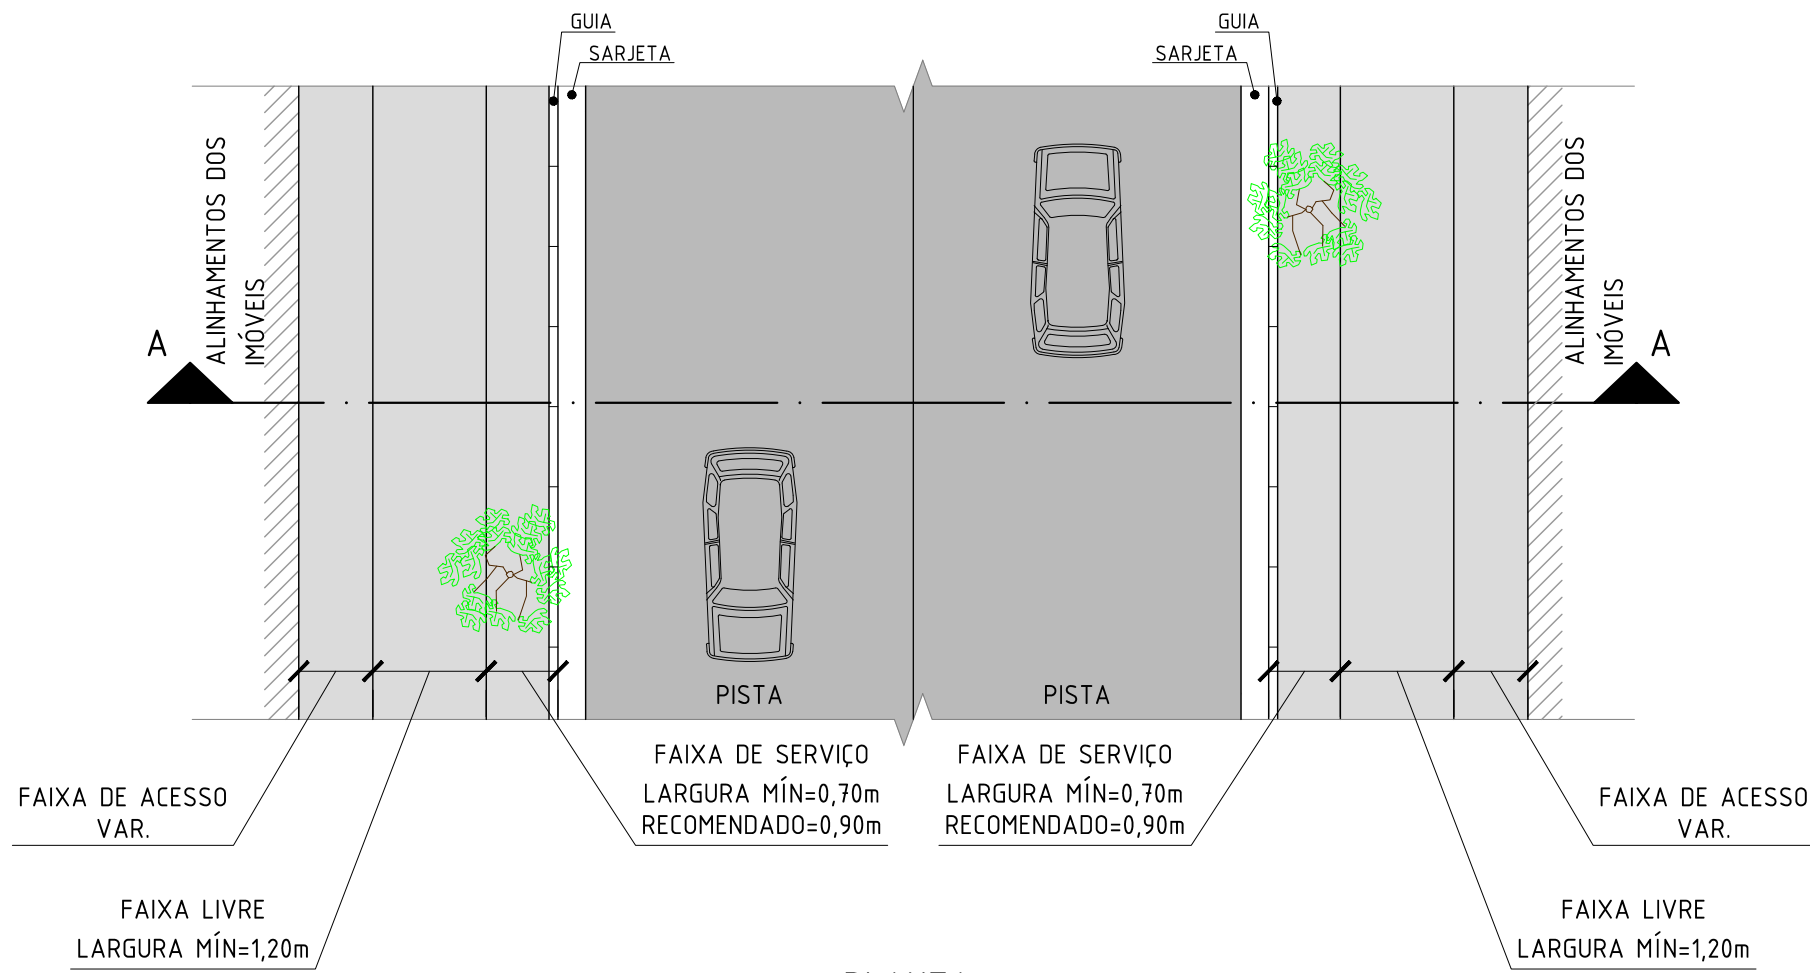 GUIA
SARJETA
GUIA
SARJETA
ALINHAMENTOS DOS
IMÓVEIS
ALINHAMENTOS DOS
IMÓVEIS
A
A
PISTA
PISTA
FAIXA DE SERVIÇO
LARGURA MÍN=0,70m
RECOMENDADO=0,90m
FAIXA DE SERVIÇO
LARGURA MÍN=0,70m
RECOMENDADO=0,90m
FAIXA DE ACESSO
VAR.
FAIXA DE ACESSO
VAR.
FAIXA LIVRE
LARGURA MÍN=1,20m
FAIXA LIVRE
LARGURA MÍN=1,20m